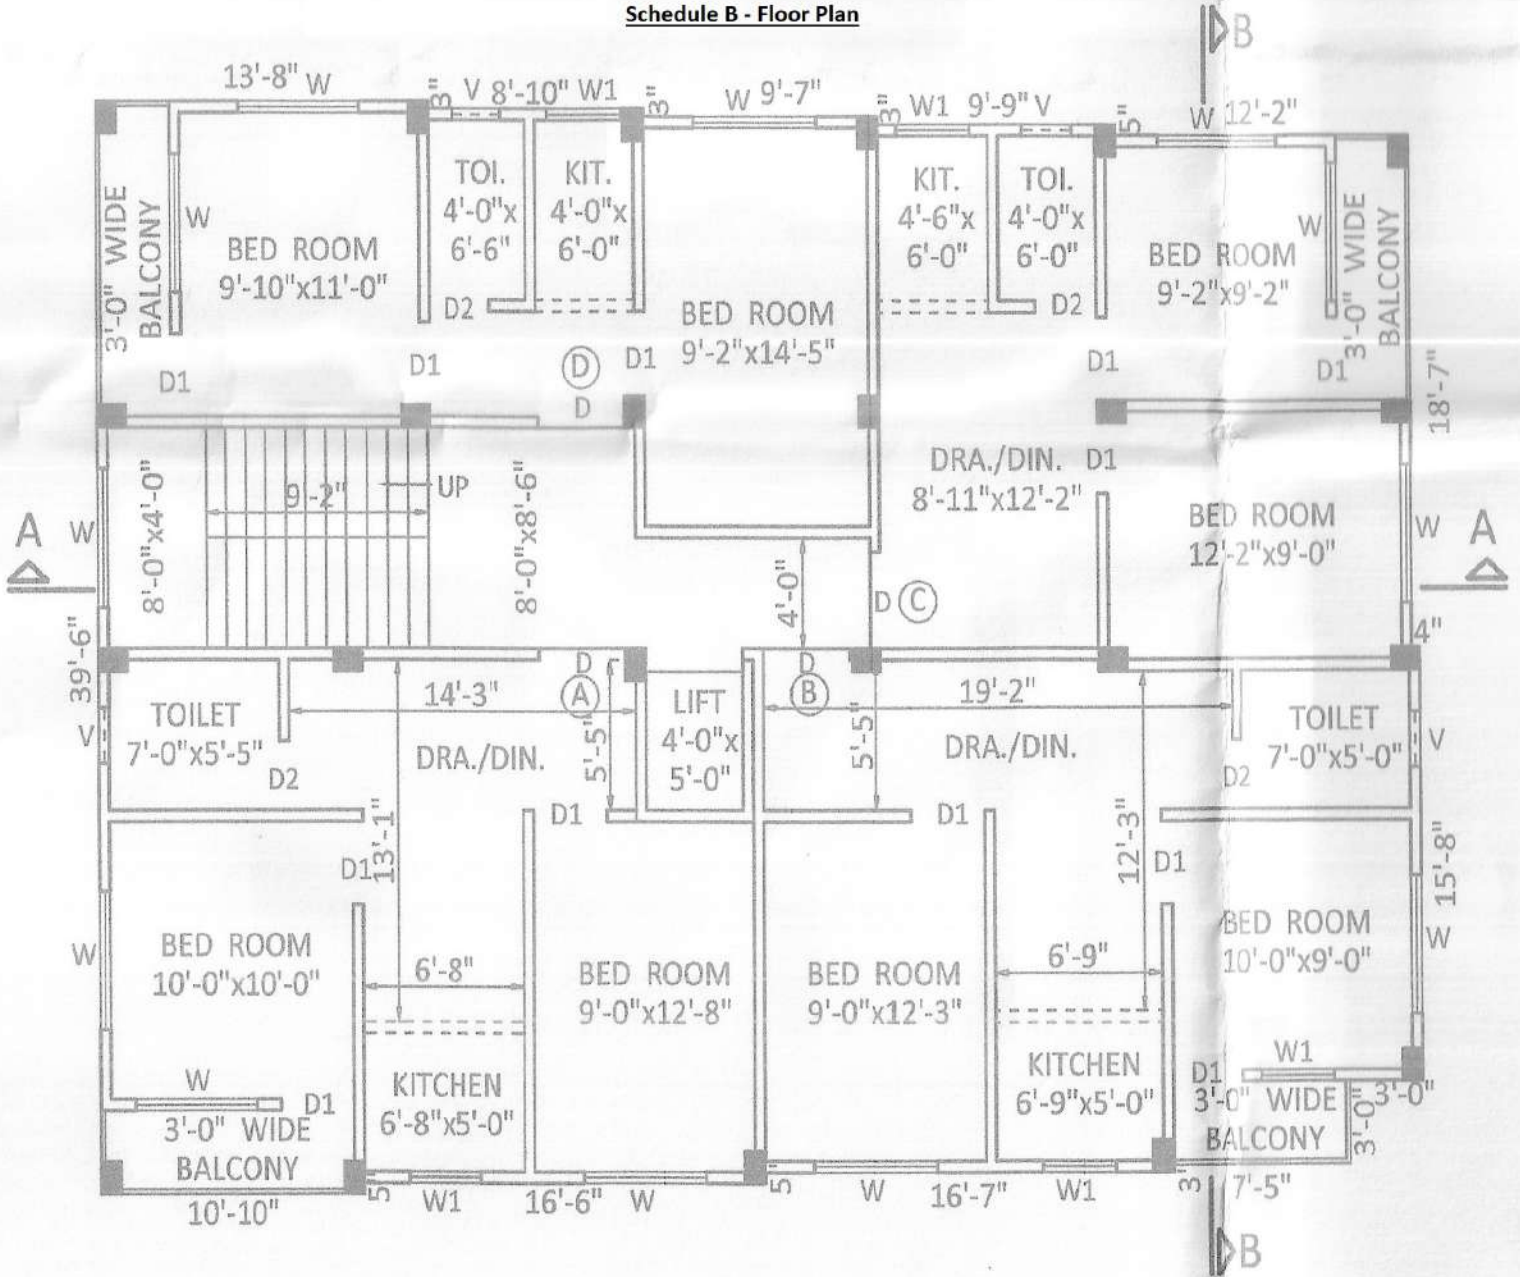 Schedule B - Floor Plan
B
13'-8" W
3"
V 8'-10" W1
3"
W 9'-7"
3"
W1 9'-9" V
5"
W 12'-2"
3'-0" WIDE
BALCONY
W
BED ROOM
9'-10"x11'-0"
TOI.
4'-0"x
6'-6"
KIT.
4'-0"x
6'-0"
D2
BED ROOM
9'-2"x14'-5"
KIT.
4'-6"x
6'-0"
TOI.
4'-0"x
6'-0"
D2
BED ROOM
9'-2"x9'-2"
W
3'-0" WIDE
BALCONY
D1
D1
D
D
D1
D1
D1
18'-7"
A
W
8'-0"x4'-0"
9'-2"
UP
8'-0"x8'-6"
4'-0"
D C
DRA./DIN.
8'-11"x12'-2"
D1
BED ROOM
12'-2"x9'-0"
W
A
4"
39'-6"
V
TOILET
7'-0"x5'-5"
D2
14'-3"
DRA./DIN.
D
A
5'-5"
LIFT
4'-0"x
5'-0"
D
B
5'-5"
19'-2"
DRA./DIN.
TOILET
7'-0"x5'-0"
D2
V
13'-1"
D1
D1
D1
12'-3"
D1
15'-8"
W
BED ROOM
10'-0"x10'-0"
6'-8"
BED ROOM
9'-0"x12'-8"
BED ROOM
9'-0"x12'-3"
6'-9"
BED ROOM
10'-0"x9'-0"
W
W
D1
3'-0" WIDE
BALCONY
KITCHEN
6'-8"x5'-0"
KITCHEN
6'-9"x5'-0"
W1
D1
3'-0" WIDE
BALCONY
3'-0"
3'-0"
10'-10"
5"
W1
16'-6"
W
5"
W
16'-7"
W1
3"
7'-5"
B